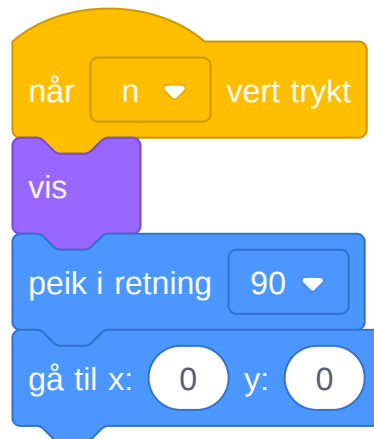 når n vert trykt
vis
peik i retning 90
gå til x: 0 y: 0